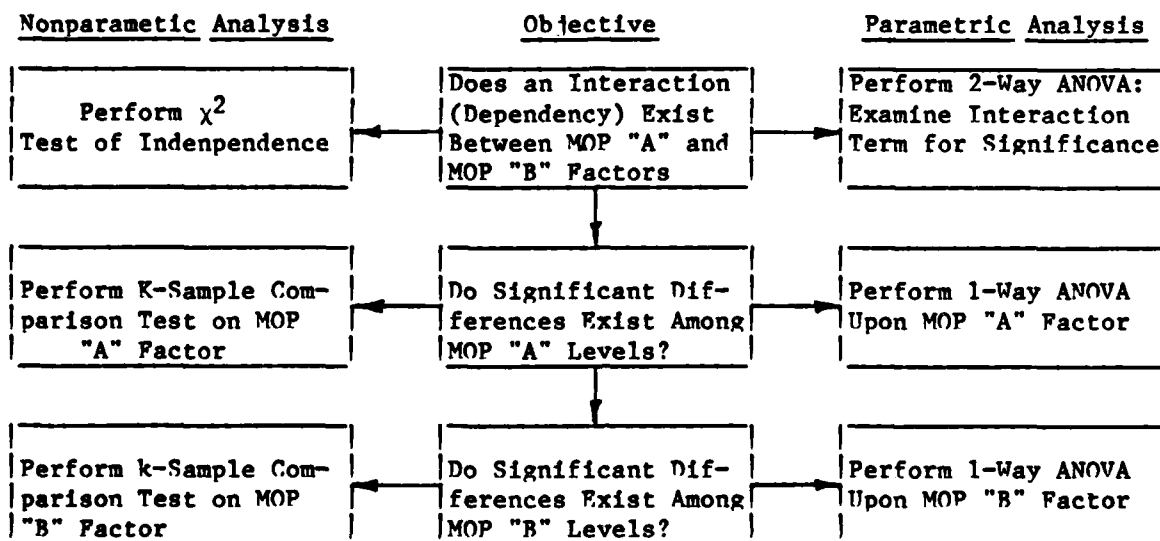 Nonparametic Analysis
Objective
Parametric Analysis
Perform χ2
Test of Indenpendence
Does an Interaction
(Dependency) Exist
Between MOP "A" and
MOP "B" Factors
Perform 2-Way ANOVA:
Examine Interaction
Term for Significance
Perform K-Sample Com-
parison Test on MOP
"A" Factor
Do Significant Dif-
ferences Exist Among
MOP "A" Levels?
Perform 1-Way ANOVA
Upon MOP "A" Factor
Perform k-Sample Com-
parison Test on MOP
"B" Factor
Do Significant Dif-
ferences Exist Among
MOP "B" Levels?
Perform 1-Way ANOVA
Upon MOP "B" Factor